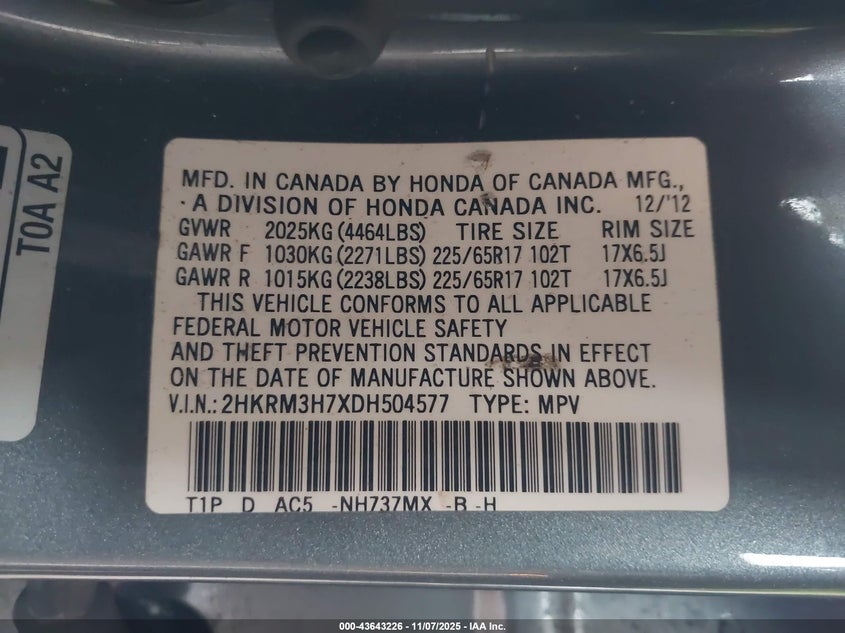 T0A A2
MFD. IN CANADA BY HONDA OF CANADA MFG.,
A DIVISION OF HONDA CANADA INC. 12/'12
GVWR 2025KG (4464LBS) TIRE SIZE RIM SIZE
GAWR F 1030KG (2271LBS) 225/65R17 102T 17X6.5J
GAWR R 1015KG (2238LBS) 225/65R17 102T 17X6.5J
THIS VEHICLE CONFORMS TO ALL APPLICABLE
FEDERAL MOTOR VEHICLE SAFETY
AND THEFT PREVENTION STANDARDS IN EFFECT
ON THE DATE OF MANUFACTURE SHOWN ABOVE.
V.I.N.: 2HKRM3H7XDH504577 TYPE: MPV
T1P D AC5 -NH737MX -B -H
000-43643226 - 11/07/2025 - IAA Inc.